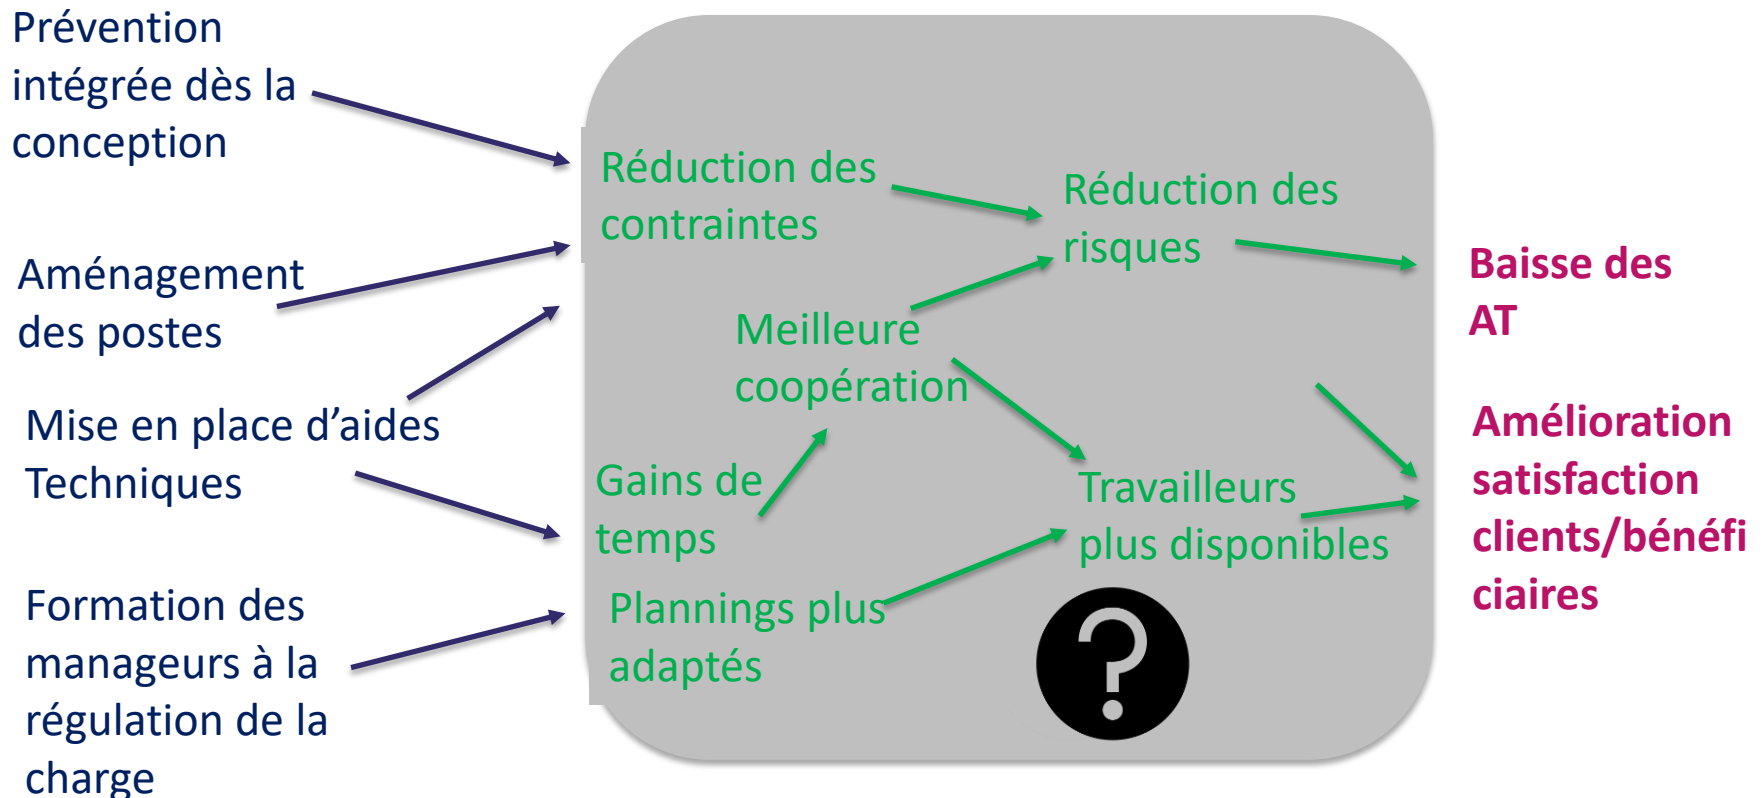 Prévention
intégrée dès la
conception
Aménagement
des postes
Mise en place d’aides
Techniques
Formation des
manageurs à la
régulation de la
charge
Réduction des
contraintes
Meilleure
coopération
Gains de
temps
Plannings plus
adaptés
Réduction des
risques
Travailleurs
plus disponibles
?
Baisse des
AT
Amélioration
satisfaction
clients/bénéfi
ciaires